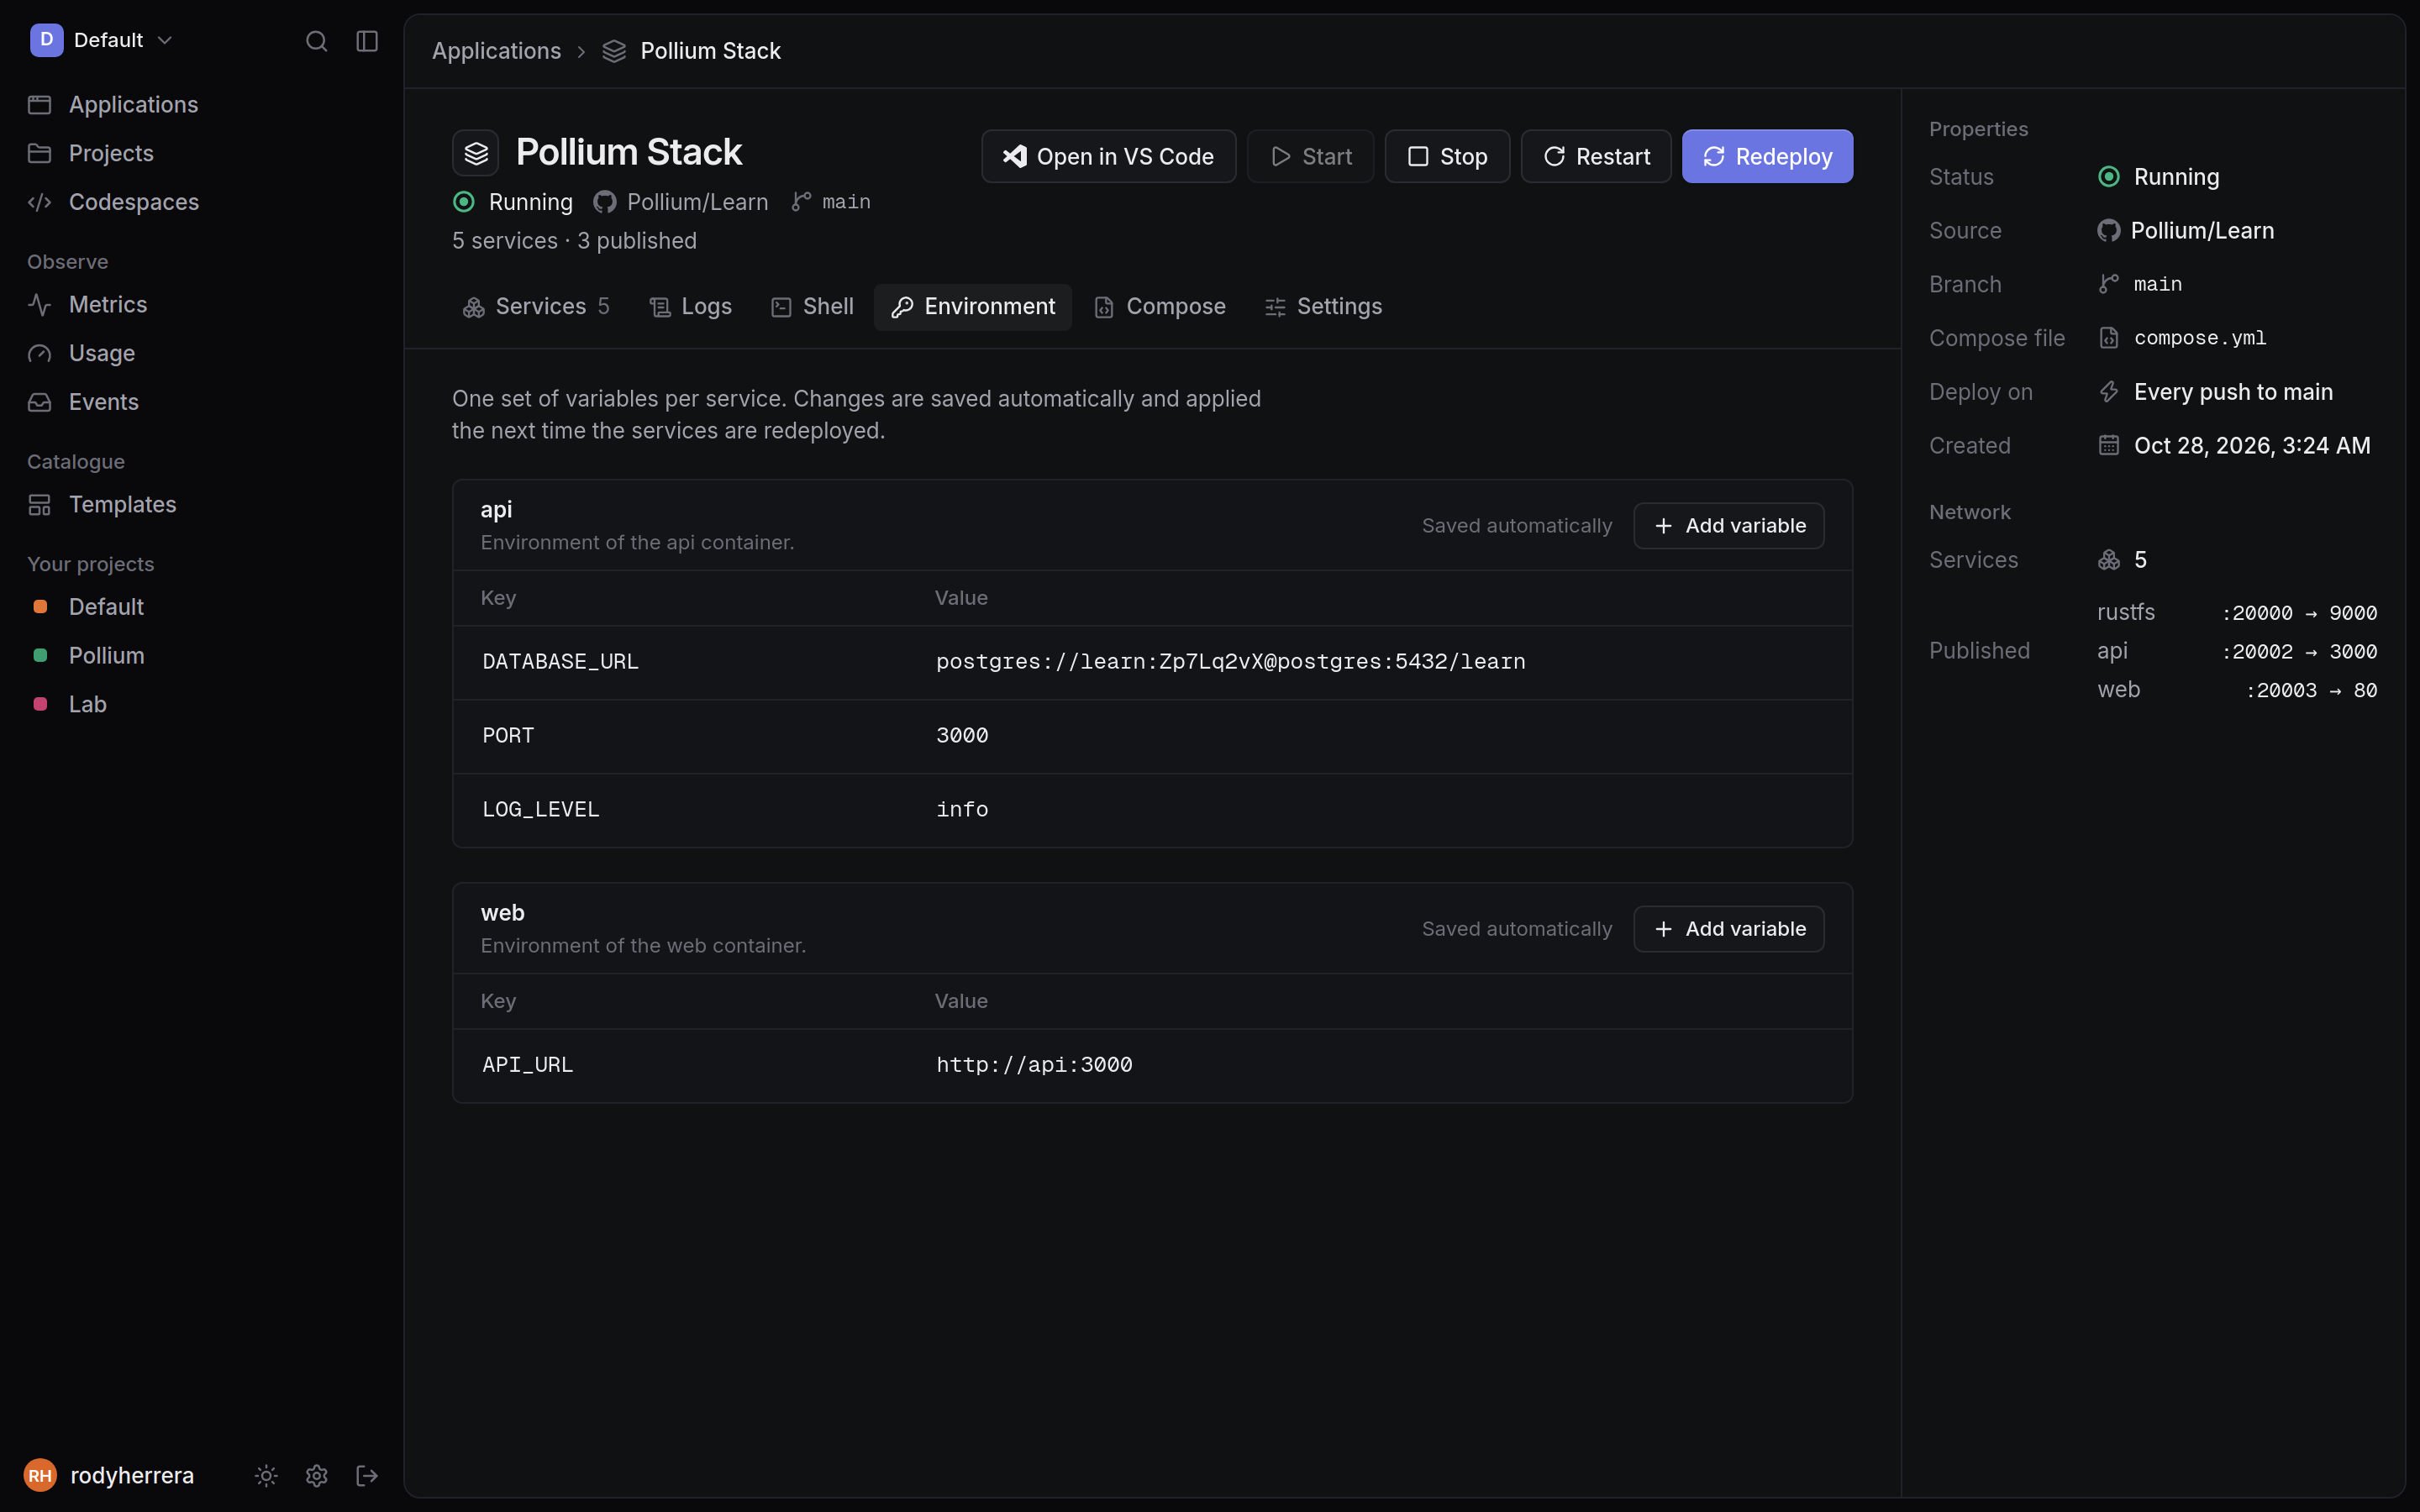 D Default
Applications
Projects
Codespaces
Observe
Metrics
Usage
Events
Catalogue
Templates
Your projects
Default
Pollium
Lab
RH rodyherrera
Applications › Pollium Stack
Pollium Stack
Open in VS Code
Start
Stop
Restart
Redeploy
Running Pollium/Learn main
5 services · 3 published
Services 5
Logs
Shell
Environment
Compose
Settings
One set of variables per service. Changes are saved automatically and applied
the next time the services are redeployed.
api
Environment of the api container.
Saved automatically
Add variable
Key Value
DATABASE_URL postgres://learn:Zp7Lq2vX@postgres:5432/learn
PORT 3000
LOG_LEVEL info
web
Environment of the web container.
Saved automatically
Add variable
Key Value
API_URL http://api:3000
Properties
Status Running
Source Pollium/Learn
Branch main
Compose file compose.yml
Deploy on Every push to main
Created Oct 28, 2026, 3:24 AM
Network
Services 5
Published
rustfs :20000 → 9000
api :20002 → 3000
web :20003 → 80